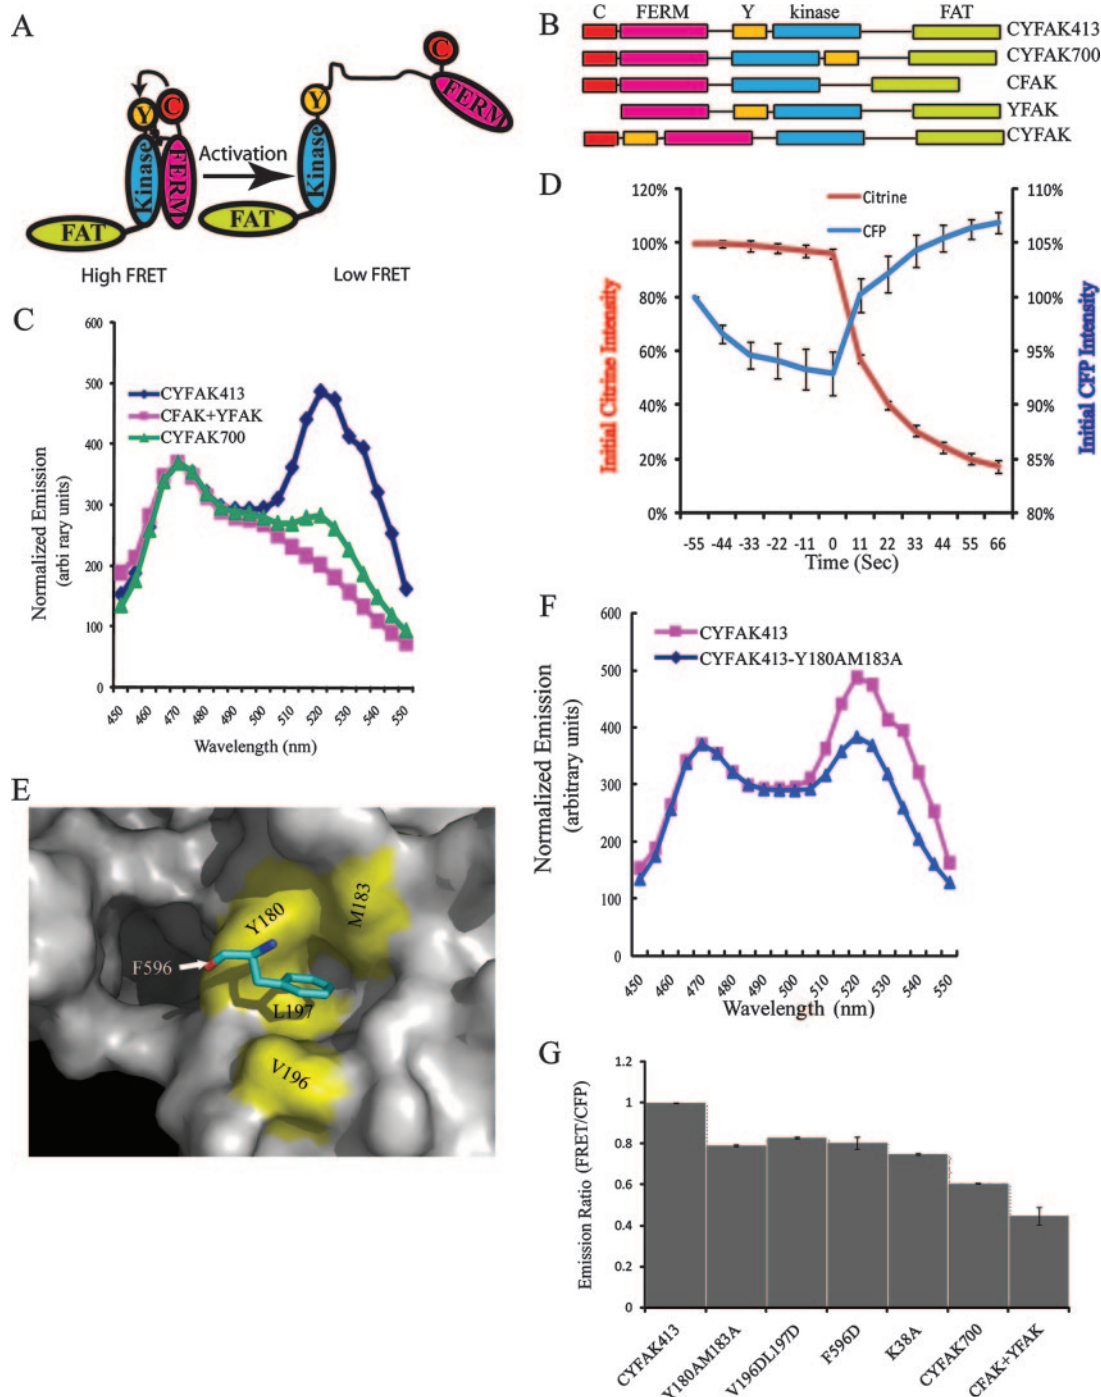 A
Y
C
Kinase
FERM
FAT
High FRET
Activation
Y
C
Kinase
FERM
FAT
Low FRET
B
C FERM Y kinase FAT
CYFAK413
CYFAK700
CFAK
YFAK
CYFAK
C
600
500
400
300
200
100
0
CYFAK413
CFAK+YFAK
CYFAK700
Normalized Emission
(arbi rary units)
450 460 470 480 490 500 510 520 530 540 550
Wavelength (nm)
D
120%
100%
80%
60%
40%
20%
0%
Citrine
CFP
110%
105%
100%
95%
90%
85%
80%
Initial Citrine Intensity
Initial CFP Intensity
-55 -44 -33 -22 -11 0 11 22 33 44 55 66
Time (Sec)
E
Y180
M183
F596
L197
V196
F
600
500
400
300
200
100
0
CYFAK413
CYFAK413-Y180AM183A
Normalized Emission
(arbitrary units)
450 460 470 480 490 500 510 520 530 540 550
Wavelength (nm)
G
1.2
1
0.8
0.6
0.4
0.2
0
Emission Ratio (FRET/CFP)
CYFAK413
Y180AM183A
V196DL197D
F596D
K38A
CYFAK700
CFAK+YFAK